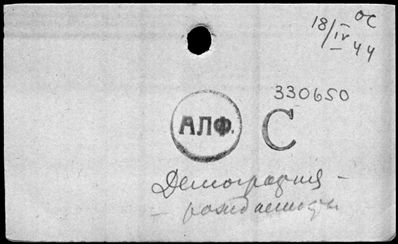 ОС
18/IV 44
330650
АЛФ. С
Демография -
- рождаемость